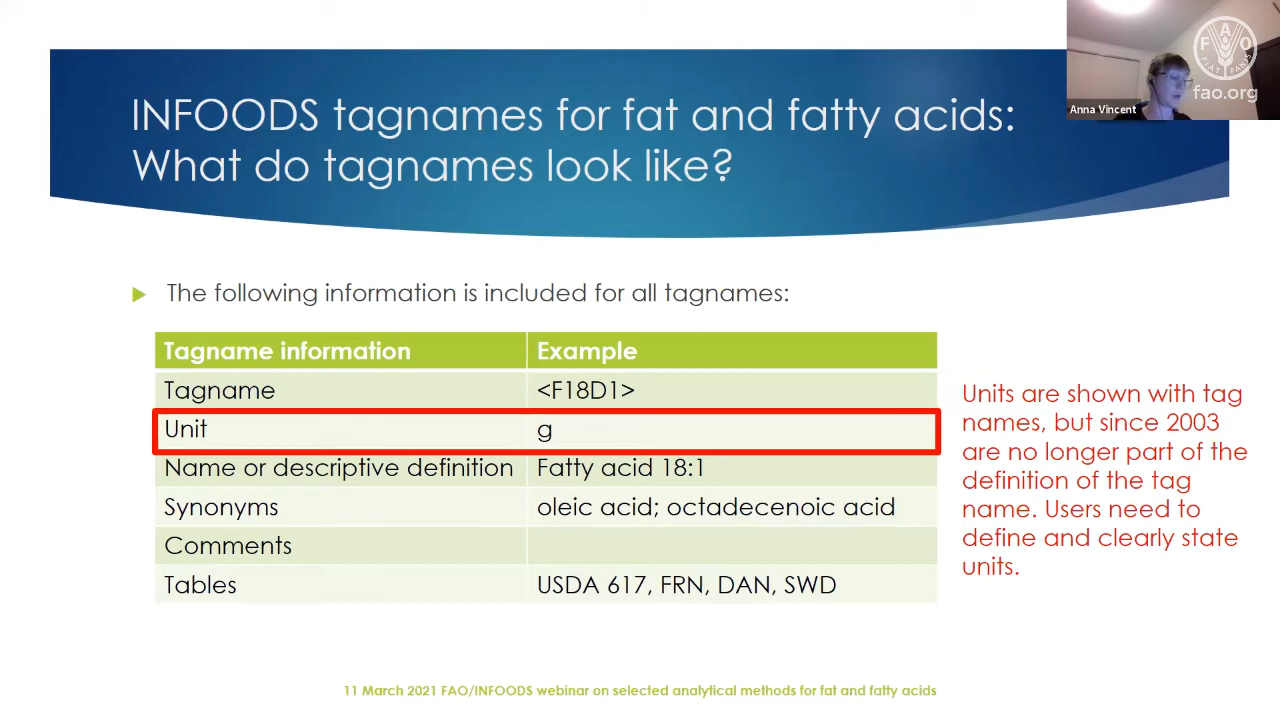 INFOODS tagnames for fat and fatty acids:
What do tagnames look like?
FAO
FIAT PANIS
fao.org
Anna Vincent
The following information is included for all tagnames:
Tagname information Example
Tagname <F18D1>
Unit g
Name or descriptive definition Fatty acid 18:1
Synonyms oleic acid; octadecenoic acid
Comments
Tables USDA 617, FRN, DAN, SWD
Units are shown with tag
names, but since 2003
are no longer part of the
definition of the tag
name. Users need to
define and clearly state
units.
11 March 2021 FAO/INFOODS webinar on selected analytical methods for fat and fatty acids